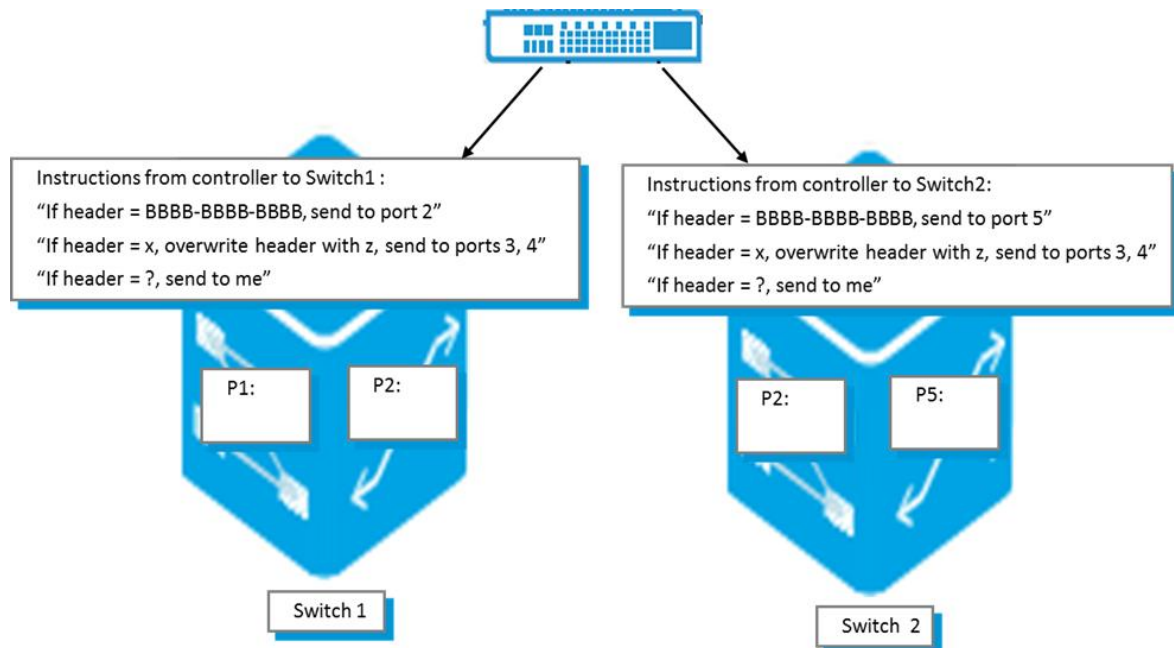 Instructions from controller to Switch1 :
“If header = BBBB-BBBB-BBBB, send to port 2”
“If header = x, overwrite header with z, send to ports 3, 4”
“If header = ?, send to me”
P1:
P2:
Switch 1
Instructions from controller to Switch2:
“If header = BBBB-BBBB-BBBB, send to port 5”
“If header = x, overwrite header with z, send to ports 3, 4”
“If header = ?, send to me”
P2:
P5:
Switch 2